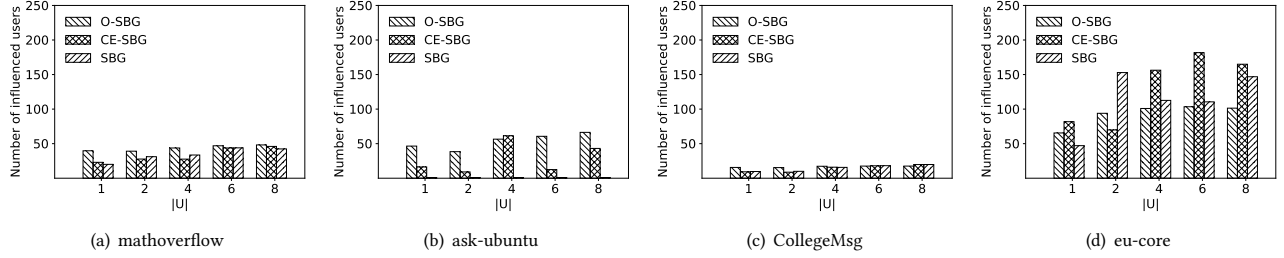 Number of influenced users
250
200
150
100
50
O-SBG
CE-SBG
SBG
1 2 4 6 8
|U|
(a) mathoverflow
Number of influenced users
250
200
150
100
50
O-SBG
CE-SBG
SBG
1 2 4 6 8
|U|
(b) ask-ubuntu
Number of influenced users
250
200
150
100
50
O-SBG
CE-SBG
SBG
1 2 4 6 8
|U|
(c) CollegeMsg
Number of influenced users
250
200
150
100
50
O-SBG
CE-SBG
SBG
1 2 4 6 8
|U|
(d) eu-core